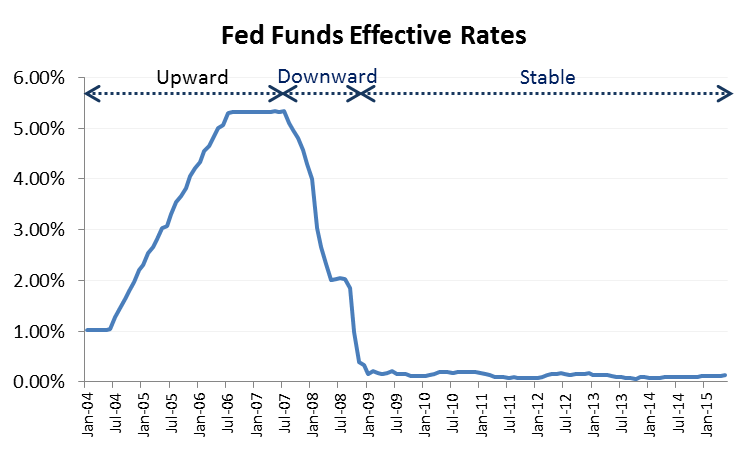 Fed Funds Effective Rates
Upward Downward Stable
6.00%
5.00%
4.00%
3.00%
2.00%
1.00%
0.00%
Jan-04
Jul-04
Jan-05
Jul-05
Jan-06
Jul-06
Jan-07
Jul-07
Jan-08
Jul-08
Jan-09
Jul-09
Jan-10
Jul-10
Jan-11
Jul-11
Jan-12
Jul-12
Jan-13
Jul-13
Jan-14
Jul-14
Jan-15